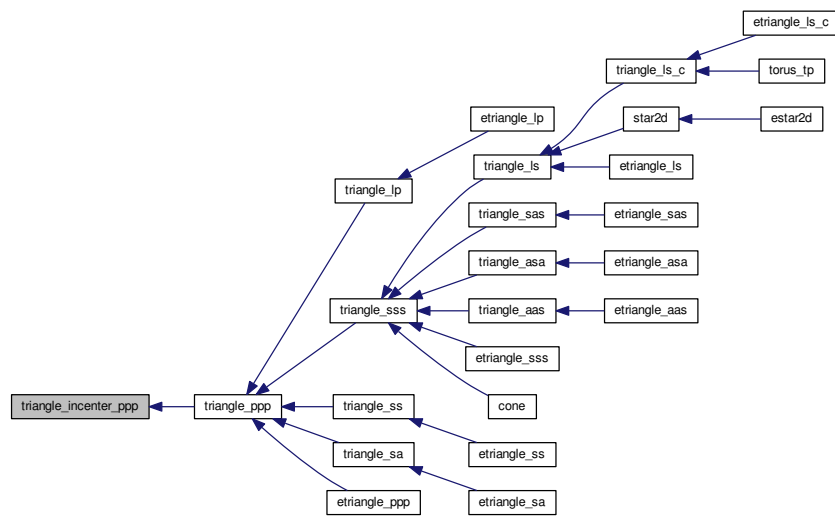 etriangle_ls_c
triangle_ls_c
torus_tp
etriangle_lp
star2d
estar2d
triangle_ls
etriangle_ls
triangle_lp
triangle_sas
etriangle_sas
triangle_asa
etriangle_asa
triangle_sss
triangle_aas
etriangle_aas
etriangle_sss
triangle_incenter_ppp
triangle_ppp
triangle_ss
cone
triangle_sa
etriangle_ss
etriangle_ppp
etriangle_sa